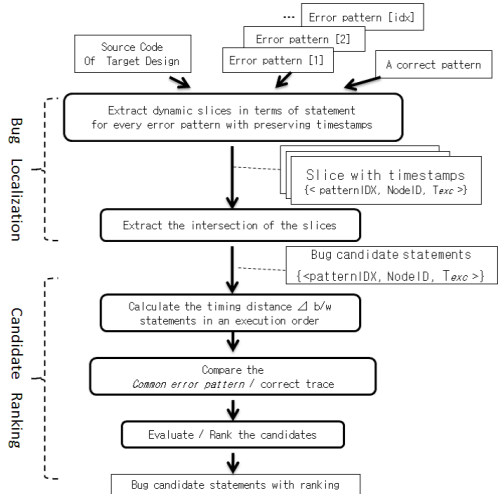 ··· Error pattern [idx]
Error pattern [2]
Error pattern [1]
Source Code
Of Target Design
A correct pattern
Extract dynamic slices in terms of statement
for every error pattern with preserving timestamps
Bug Localization
Slice with timestamps
{< patternIDX, NodeID, Texc >}
Extract the intersection of the slices
Bug candidate statements
{<patternIDX, NodeID, Texc >}
Candidate Ranking
Calculate the timing distance ⊿ b/w
statements in an execution order
Compare the
Common error pattern / correct trace
Evaluate / Rank the candidates
Bug candidate statements with ranking